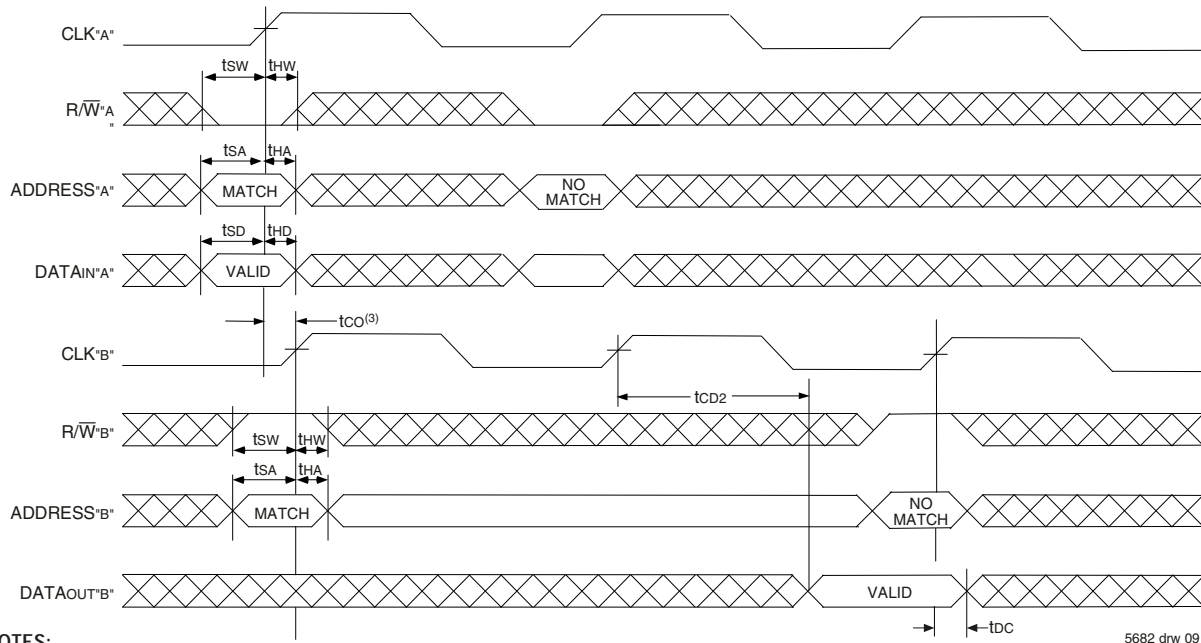 CLK"A"
tSW tHW
R/W̅"A
"
tSA tHA
ADDRESS"A" MATCH NO MATCH
tSD tHD
DATAIN"A" VALID
tCO(3)
CLK"B"
tCD2
R/W̅"B"
tSW tHW
tSA tHA
ADDRESS"B" MATCH NO MATCH
DATAOUT"B" VALID
tDC
OTES:
5682 drw 09